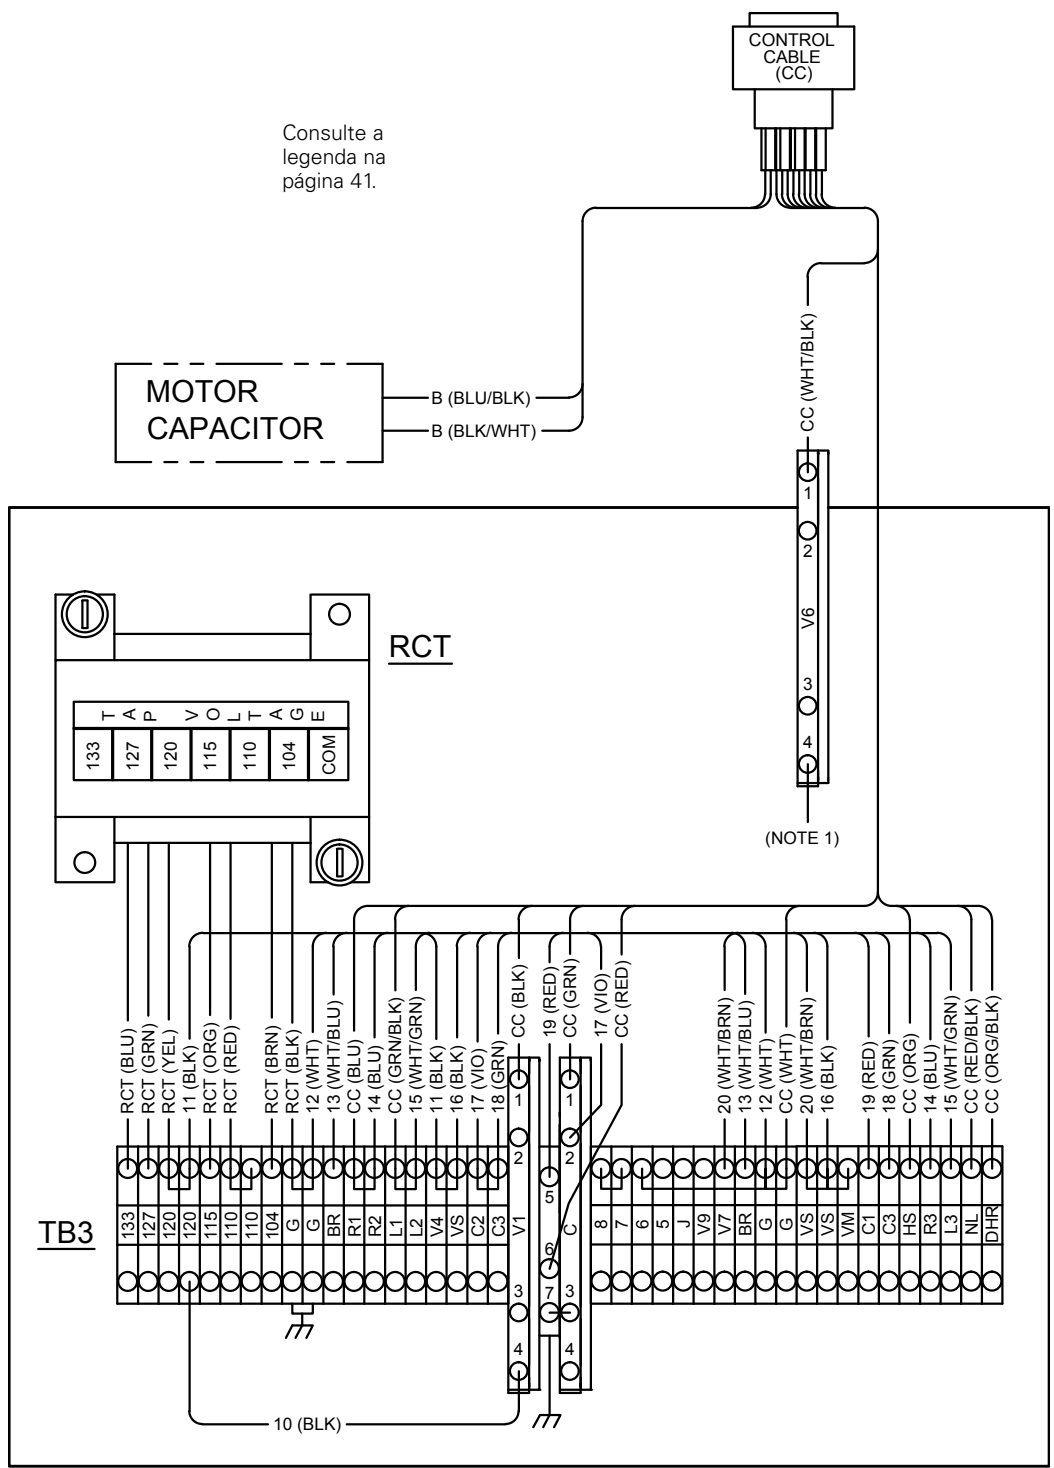 CONTROL
CABLE
(CC)
Consulte a
legenda na
página 41.
CC (WHT/BLK)
MOTOR
CAPACITOR
B (BLU/BLK)
B (BLK/WHT)
1
2
V6
3
4
(NOTE 1)
RCT
TAP VOLTAGE
133 127 120 115 110 104 COM
RCT (BLU)
RCT (GRN)
RCT (YEL)
11 (BLK)
RCT (ORG)
RCT (RED)
RCT (BRN)
RCT (BLK)
12 (WHT)
13 (WHT/BLU)
CC (BLU)
14 (BLU)
CC (GRN/BLK)
15 (WHT/GRN)
11 (BLK)
16 (BLK)
17 (VIO)
18 (GRN)
CC (BLK)
19 (RED)
CC (GRN)
17 (VIO)
CC (RED)
20 (WHT/BRN)
13 (WHT/BLU)
12 (WHT)
CC (WHT)
20 (WHT/BRN)
16 (BLK)
19 (RED)
18 (GRN)
CC (ORG)
14 (BLU)
15 (WHT/GRN)
CC (RED/BLK)
CC (ORG/BLK)
TB3
133 127 120 120 115 110 110 104 G G BR R1 R2 L1 L2 V4 VS C2 C3
1 2 V1 3 4
5 6 7
1 2 C 3 4
8 7 6 5 J V9 V7 BR G G VS VS VM C1 C3 HS R3 L3 NL DHR
10 (BLK)